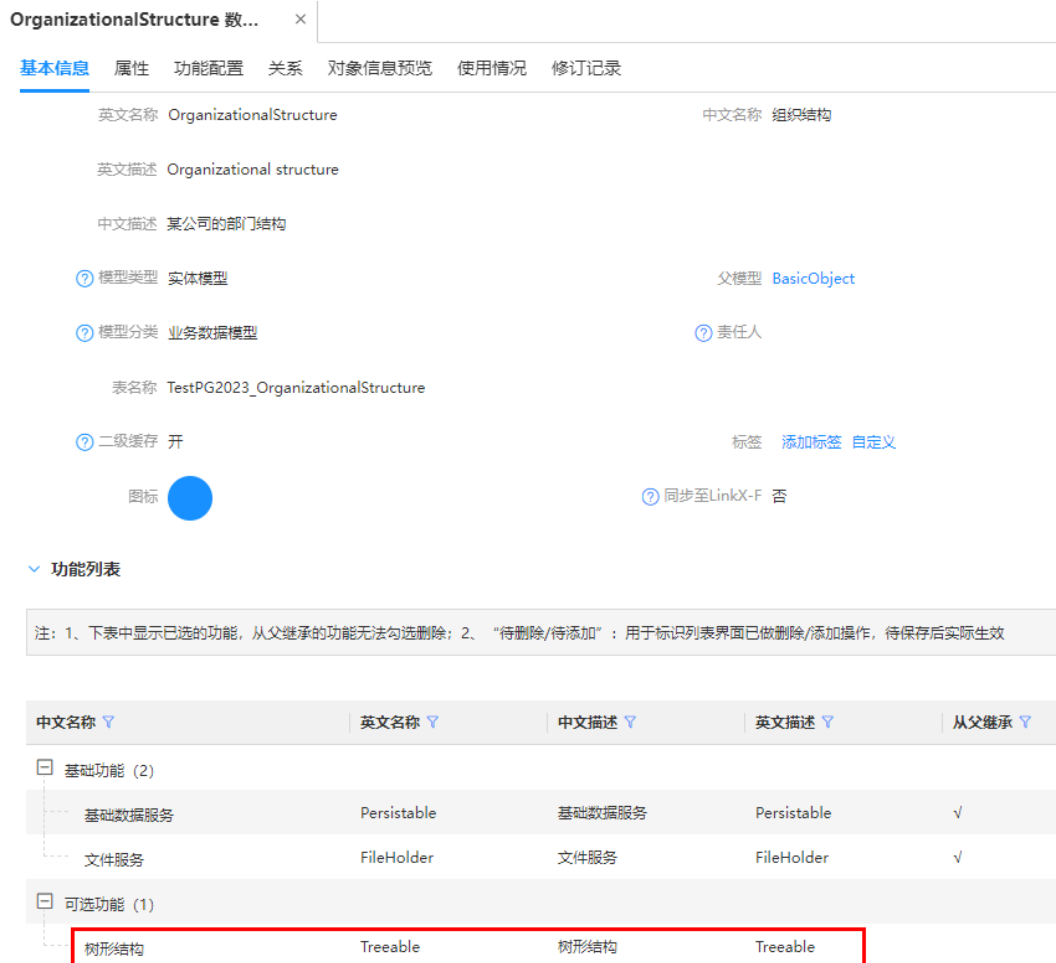 OrganizationalStructure 数... ×
基本信息 属性 功能配置 关系 对象信息预览 使用情况 修订记录
英文名称 OrganizationalStructure 中文名称 组织结构
英文描述 Organizational structure
中文描述 某公司的部门结构
? 模型类型 实体模型 父模型 BasicObject
? 模型分类 业务数据模型 ? 责任人
表名称 TestPG2023_OrganizationalStructure
? 二级缓存 开 标签 添加标签 自定义
图标 ? 同步至LinkX-F 否
功能列表
注：1、下表中显示已选的功能，从父继承的功能无法勾选删除；2、“待删除/待添加”：用于标识列表界面已做删除/添加操作，待保存后实际生效
中文名称 英文名称 中文描述 英文描述 从父继承
基础功能 (2)
基础数据服务 Persistable 基础数据服务 Persistable √
文件服务 FileHolder 文件服务 FileHolder √
可选功能 (1)
树形结构 Treeable 树形结构 Treeable